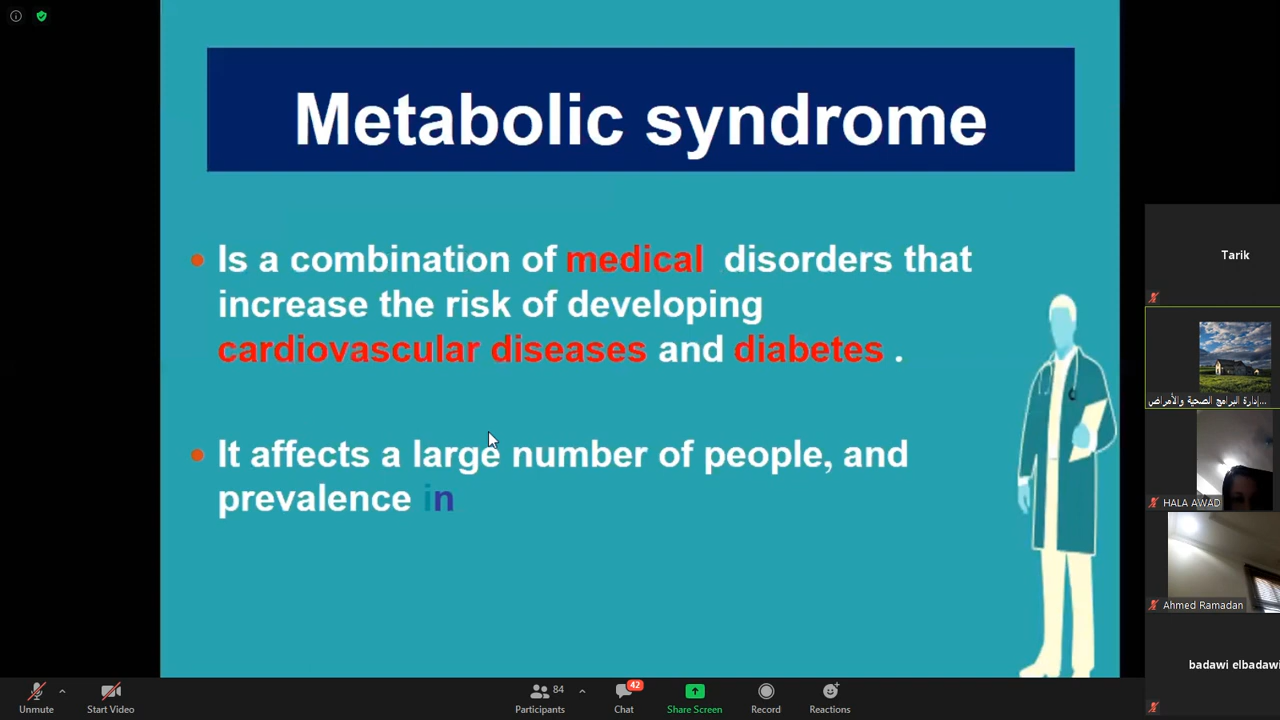 Metabolic syndrome
• Is a combination of medical disorders that
increase the risk of developing
cardiovascular diseases and diabetes .
• It affects a large number of people, and
prevalence in
Tarik
إدارة البرامج الصحية والأمراض...
HALA AWAD
Ahmed Ramadan
badawi elbadawi
Unmute
Start Video
84
Participants
42
Chat
Share Screen
Record
Reactions